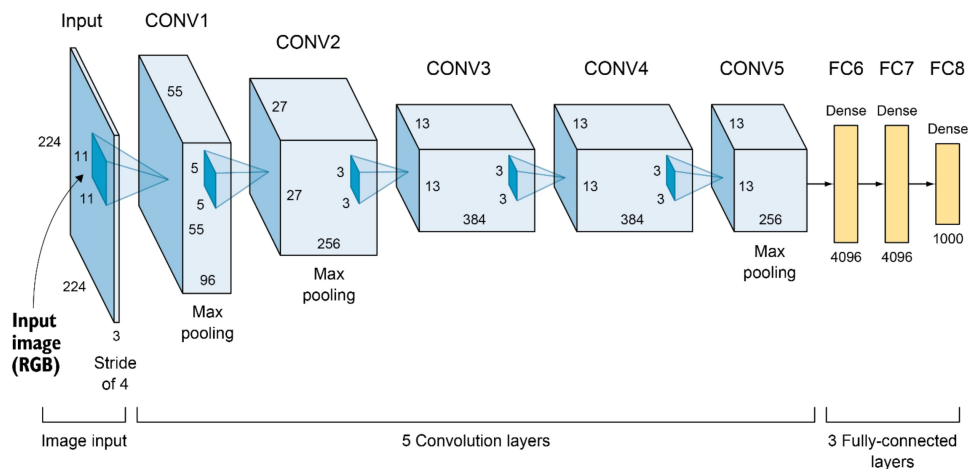 Input
CONV1
CONV2
CONV3
CONV4
CONV5
FC6
FC7
FC8
224
11
11
224
3
Stride
of 4
Input
image
(RGB)
55
5
5
55
96
Max
pooling
27
27
3
3
256
Max
pooling
13
13
3
3
384
13
13
3
3
384
13
13
256
Max
pooling
Dense
4096
Dense
4096
Dense
1000
Image input
5 Convolution layers
3 Fully-connected
layers